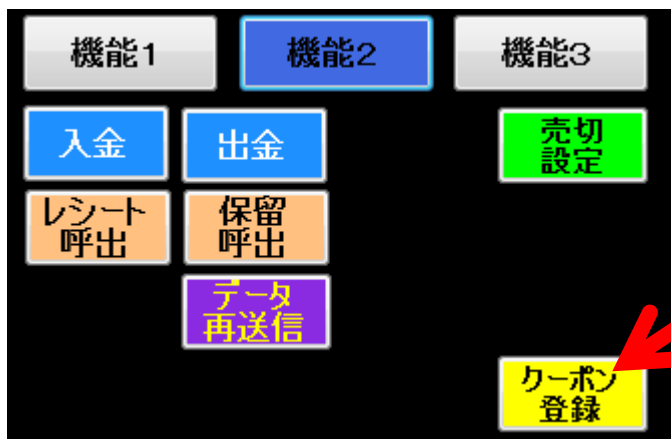 機能1
機能2
機能3
入金
出金
売切
設定
レシート
呼出
保留
呼出
データ
再送信
クーポン
登録